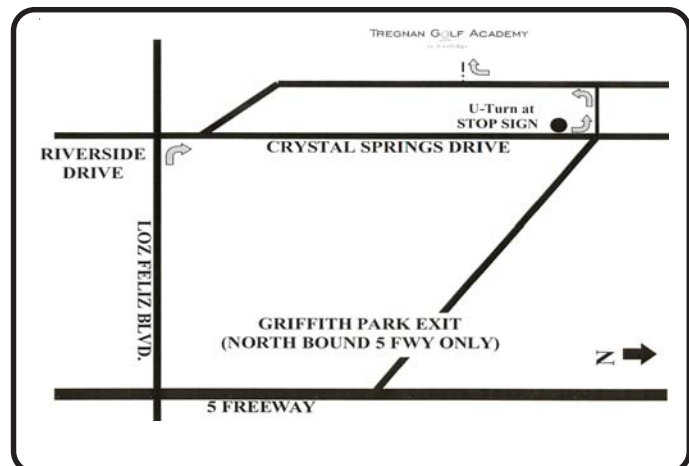 TREGNAN GOLF ACADEMY
U-Turn at
STOP SIGN
CRYSTAL SPRINGS DRIVE
RIVERSIDE
DRIVE
LOZ FELIZ BLVD.
GRIFFITH PARK EXIT
(NORTH BOUND 5 FWY ONLY)
N
5 FREEWAY